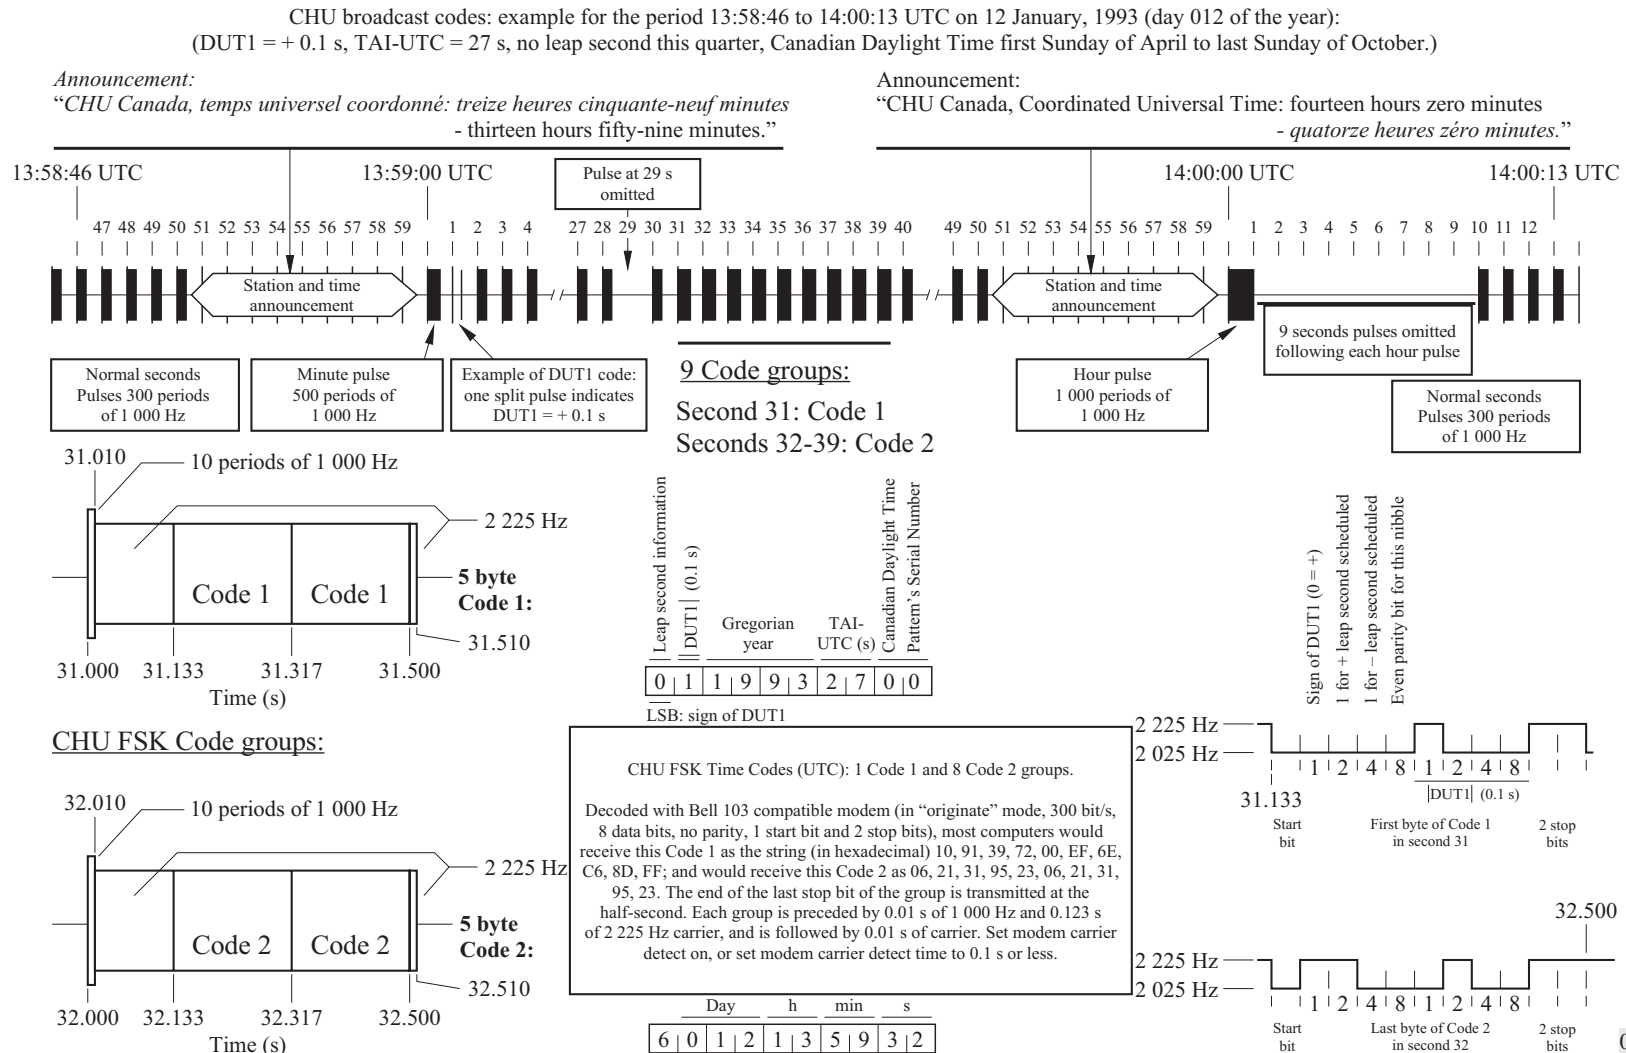 CHU broadcast codes: example for the period 13:58:46 to 14:00:13 UTC on 12 January, 1993 (day 012 of the year):
(DUT1 = + 0.1 s, TAI-UTC = 27 s, no leap second this quarter, Canadian Daylight Time first Sunday of April to last Sunday of October.)
Announcement:
“CHU Canada, temps universel coordonné: treize heures cinquante-neuf minutes
- thirteen hours fifty-nine minutes.”
Announcement:
“CHU Canada, Coordinated Universal Time: fourteen hours zero minutes
- quatorze heures zéro minutes.”
13:58:46 UTC
13:59:00 UTC
Pulse at 29 s
omitted
14:00:00 UTC
14:00:13 UTC
47 48 49 50 51 52 53 54 55 56 57 58 59 1 2 3 4 27 28 29 30 31 32 33 34 35 36 37 38 39 40 49 50 51 52 53 54 55 56 57 58 59 1 2 3 4 5 6 7 8 9 10 11 12
Station and time
announcement
Station and time
announcement
Normal seconds
Pulses 300 periods
of 1 000 Hz
Minute pulse
500 periods of
1 000 Hz
Example of DUT1 code:
one split pulse indicates
DUT1 = + 0.1 s
9 Code groups:
Second 31: Code 1
Seconds 32-39: Code 2
Hour pulse
1 000 periods of
1 000 Hz
9 seconds pulses omitted
following each hour pulse
Normal seconds
Pulses 300 periods
of 1 000 Hz
31.010
10 periods of 1 000 Hz
2 225 Hz
Code 1
Code 1
5 byte
Code 1:
31.510
31.000
31.133
31.317
31.500
Time (s)
Leap second information
|DUT1| (0.1 s)
Gregorian
year
TAI-
UTC (s)
Canadian Daylight Time
Pattern’s Serial Number
0 1 1 9 9 3 2 7 0 0
LSB: sign of DUT1
Sign of DUT1 (0 = +)
1 for + leap second scheduled
1 for – leap second scheduled
Even parity bit for this nibble
2 225 Hz
2 025 Hz
1 2 4 8 1 2 4 8
|DUT1| (0.1 s)
31.133
Start
bit
First byte of Code 1
in second 31
2 stop
bits
CHU FSK Code groups:
32.010
10 periods of 1 000 Hz
2 225 Hz
Code 2
Code 2
5 byte
Code 2:
32.510
32.000
32.133
32.317
32.500
Time (s)
CHU FSK Time Codes (UTC): 1 Code 1 and 8 Code 2 groups.
Decoded with Bell 103 compatible modem (in “originate” mode, 300 bit/s,
8 data bits, no parity, 1 start bit and 2 stop bits), most computers would
receive this Code 1 as the string (in hexadecimal) 10, 91, 39, 72, 00, EF, 6E,
C6, 8D, FF; and would receive this Code 2 as 06, 21, 31, 95, 23, 06, 21, 31,
95, 23. The end of the last stop bit of the group is transmitted at the
half-second. Each group is preceded by 0.01 s of 1 000 Hz and 0.123 s
of 2 225 Hz carrier, and is followed by 0.01 s of carrier. Set modem carrier
detect on, or set modem carrier detect time to 0.1 s or less.
Day
h
min
s
6 0 1 2 1 3 5 9 3 2
32.500
2 225 Hz
2 025 Hz
1 2 4 8 1 2 4 8
Start
bit
Last byte of Code 2
in second 32
2 stop
bits